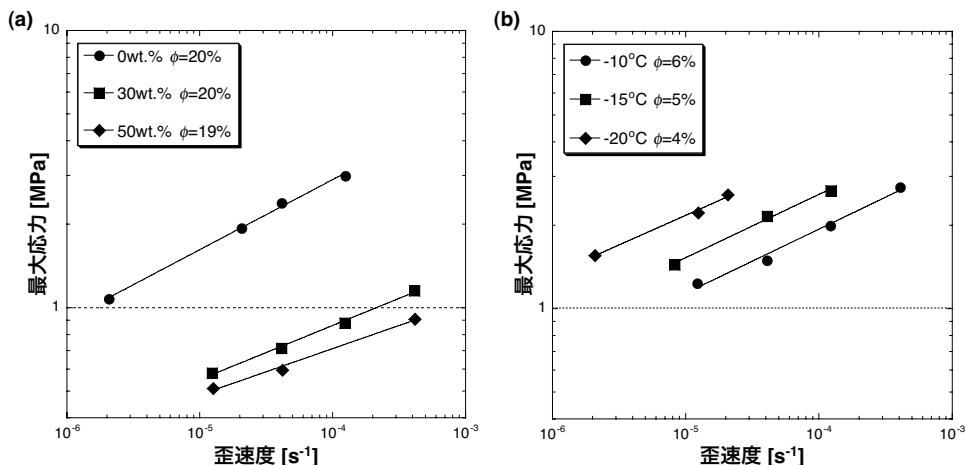 (a)
10
0wt.% ϕ=20%
30wt.% ϕ=20%
50wt.% ϕ=19%
最大応力 [MPa]
1
10⁻⁶
10⁻⁵
10⁻⁴
10⁻³
歪速度 [s⁻¹]
(b)
10
-10°C ϕ=6%
-15°C ϕ=5%
-20°C ϕ=4%
最大応力 [MPa]
1
10⁻⁶
10⁻⁵
10⁻⁴
10⁻³
歪速度 [s⁻¹]